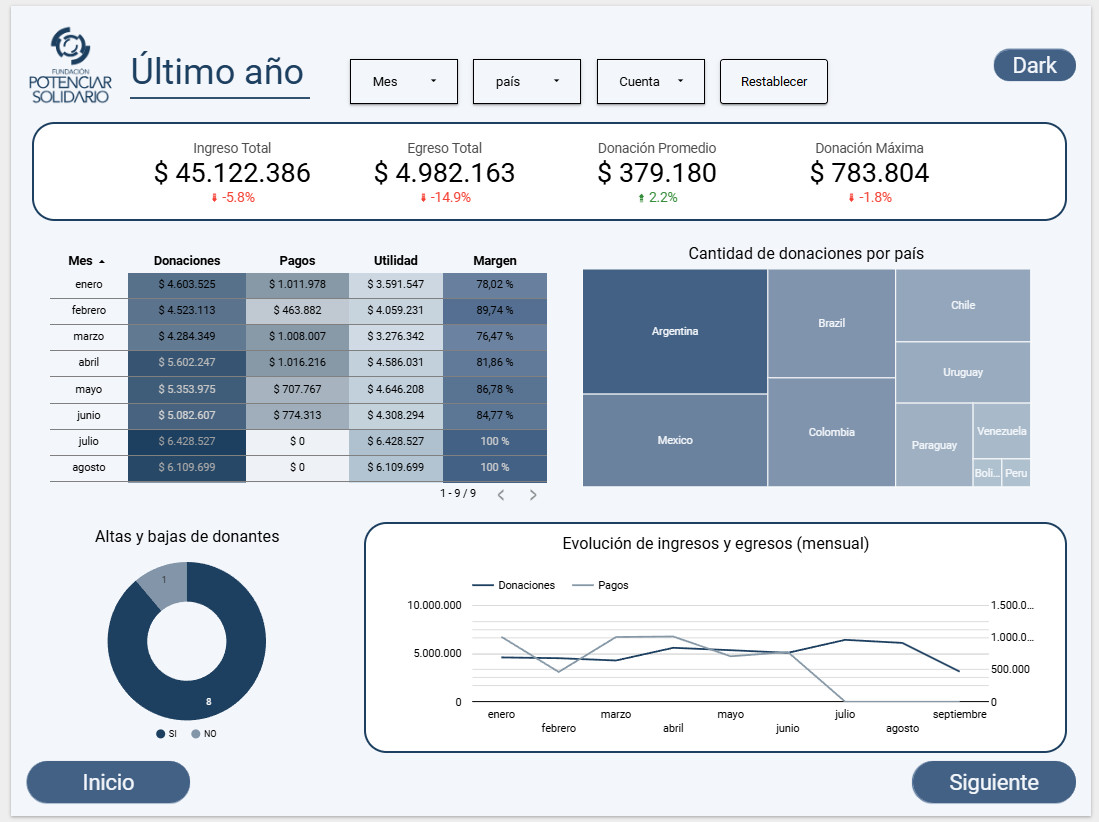 FUNDACIÓN
POTENCIAR
SOLIDARIO
Último año
Mes
país
Cuenta
Restablecer
Dark
Ingreso Total
$ 45.122.386
-5.8%
Egreso Total
$ 4.982.163
-14.9%
Donación Promedio
$ 379.180
2.2%
Donación Máxima
$ 783.804
-1.8%
Mes Donaciones Pagos Utilidad Margen
enero $ 4.603.525 $ 1.011.978 $ 3.591.547 78,02 %
febrero $ 4.523.113 $ 463.882 $ 4.059.231 89,74 %
marzo $ 4.284.349 $ 1.008.007 $ 3.276.342 76,47 %
abril $ 5.602.247 $ 1.016.216 $ 4.586.031 81,86 %
mayo $ 5.353.975 $ 707.767 $ 4.646.208 86,78 %
junio $ 5.082.607 $ 774.313 $ 4.308.294 84,77 %
julio $ 6.428.527 $ 0 $ 6.428.527 100 %
agosto $ 6.109.699 $ 0 $ 6.109.699 100 %
1 - 9 / 9
Cantidad de donaciones por país
Argentina
Mexico
Brazil
Colombia
Chile
Uruguay
Paraguay
Venezuela
Boli...
Peru
Altas y bajas de donantes
1
8
SI NO
Evolución de ingresos y egresos (mensual)
Donaciones Pagos
10.000.000
5.000.000
0
1.500.0...
1.000.0...
500.000
0
enero
febrero
marzo
abril
mayo
junio
julio
agosto
septiembre
Inicio
Siguiente